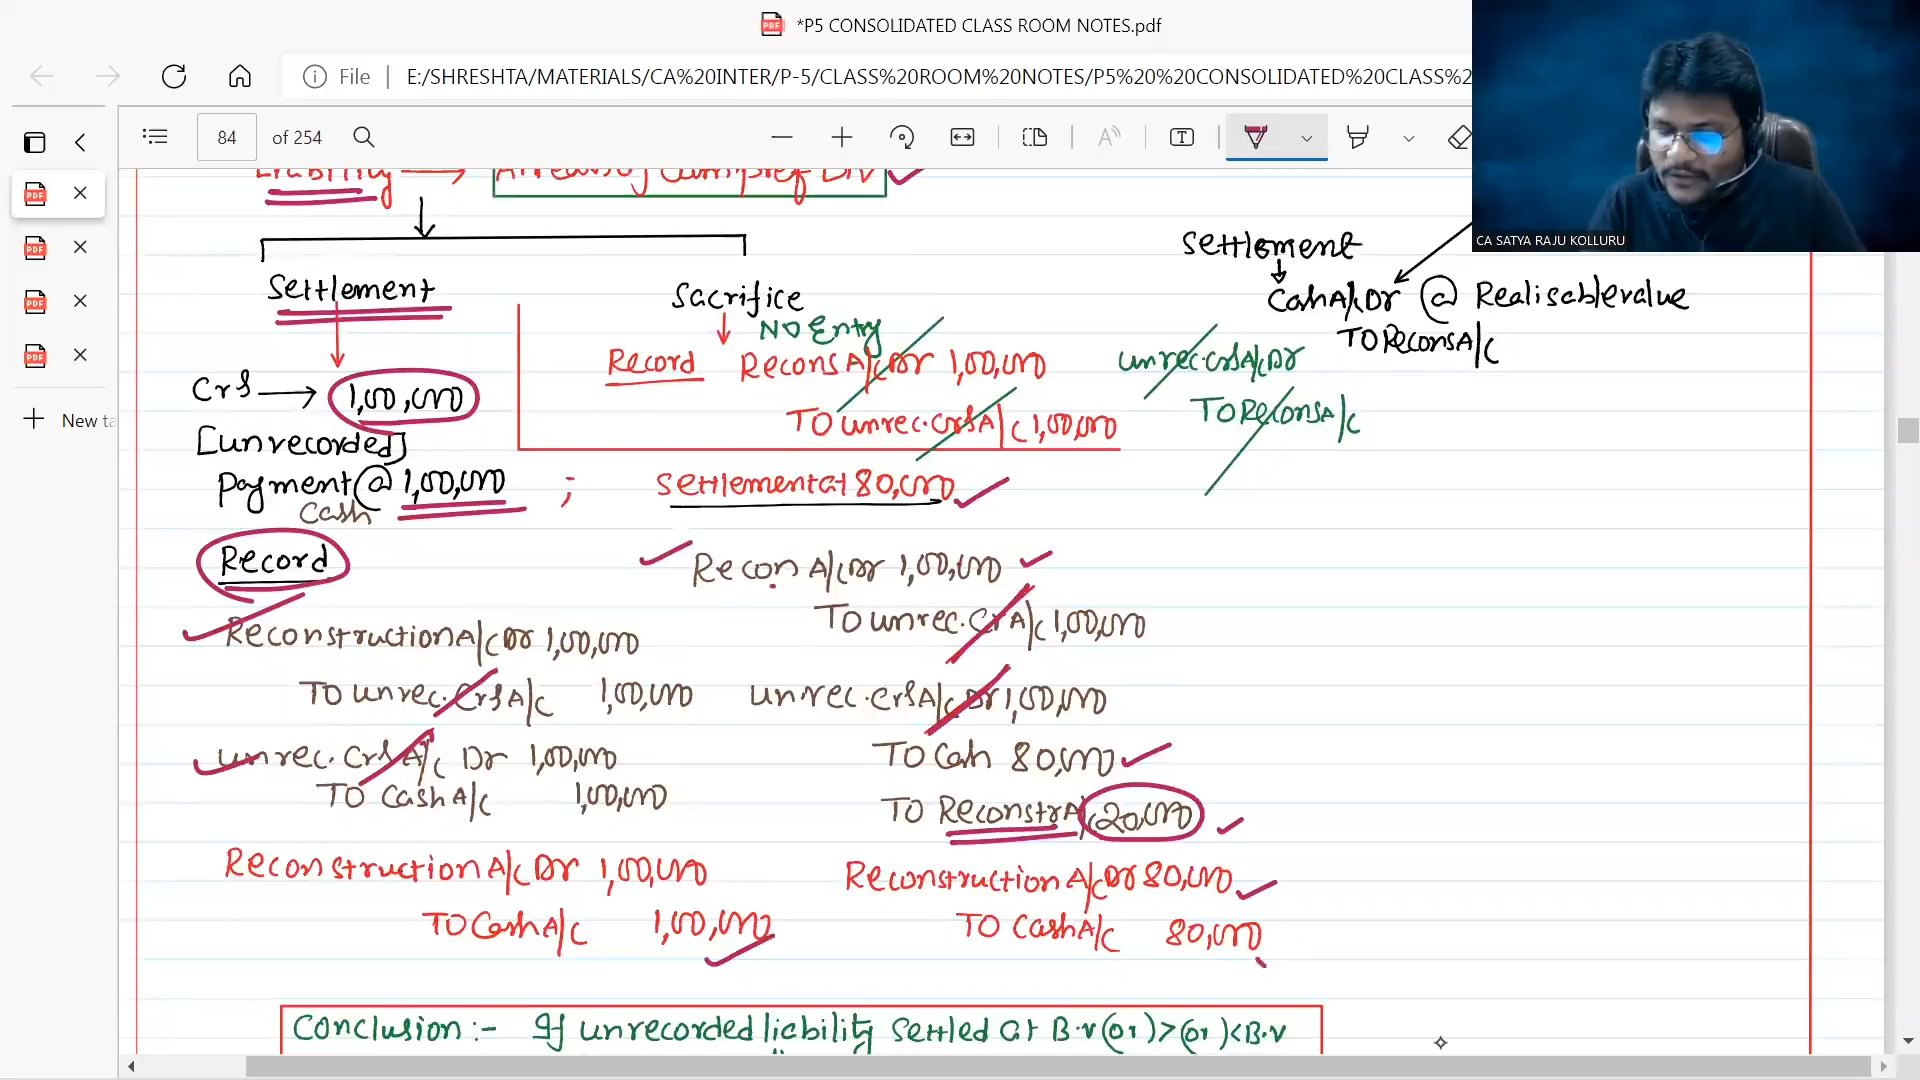 *P5 CONSOLIDATED CLASS ROOM NOTES.pdf
File E:/SHRESHTA/MATERIALS/CA%20INTER/P-5/CLASS%20ROOM%20NOTES/P5%20%20CONSOLIDATED%20CLASS%2
84 of 254
New ta
CA SATYA RAJU KOLLURU
Liability →
Settlement
Cash A/c Dr @ Realisable value
TO Recons A/c
Settlement
Sacrifice
NO Entry
Record Recons A/c Dr 1,00,000
TO unrec. Crs A/c 1,00,000
unrec. crs A/c Dr
TO Recons A/c
Crs → 1,00,000
[unrecorded]
Payment @ 1,00,000 ; Settlement at 80,000
Cash
Record
Recon A/c Dr 1,00,000
TO unrec. Cr A/c 1,00,000
Reconstruction A/c Dr 1,00,000
TO unrec. Crs A/c 1,00,000
unrec. Crs A/c Dr 1,00,000
unrec. Crs A/c Dr 1,00,000
TO Cash A/c 1,00,000
TO Cash 80,000
TO Reconstr A/c 20,000
Reconstruction A/c Dr 1,00,000
TO Cash A/c 1,00,000
Reconstruction A/c Dr 80,000
TO Cash A/c 80,000
Conclusion :- If unrecorded liability Settled at B.v (or) > (or) < B.v